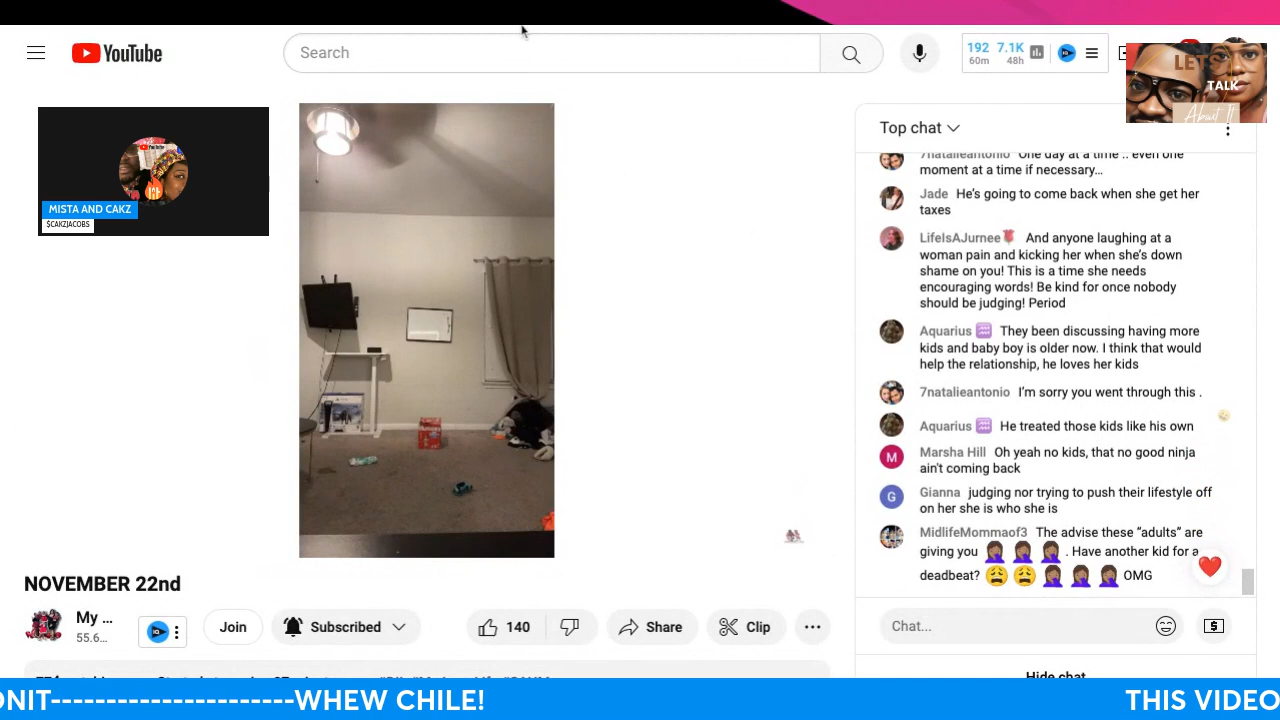 YouTube
Search
192 7.1K
60m 48h
LETS
TALK
About It
Top chat
7natalieantonio One day at a time .. even one
moment at a time if necessary...
Jade He's going to come back when she get her
taxes
LifeIsAJurnee🌹 And anyone laughing at a
woman pain and kicking her when she's down
shame on you! This is a time she needs
encouraging words! Be kind for once nobody
should be judging! Period
Aquarius ♒ They been discussing having more
kids and baby boy is older now. I think that would
help the relationship, he loves her kids
7natalieantonio I'm sorry you went through this .
Aquarius ♒ He treated those kids like his own
M Marsha Hill Oh yeah no kids, that no good ninja
ain't coming back
G Gianna judging nor trying to push their lifestyle off
on her she is who she is
MidlifeMommaof3 The advise these “adults” are
giving you 🤦🏾‍♀️ 🤦🏾‍♀️ 🤦🏾‍♀️ . Have another kid for a
deadbeat? 😩 😩 🤦🏾‍♀️ 🤦🏾‍♀️ 🤦🏾‍♀️ OMG
Chat...
Hide chat
MISTA AND CAKZ
$CAKZJACOBS
NOVEMBER 22nd
My ...
55.6...
Join
Subscribed
140
Share
Clip
ONIT----------------------WHEW CHILE!
THIS VIDEO